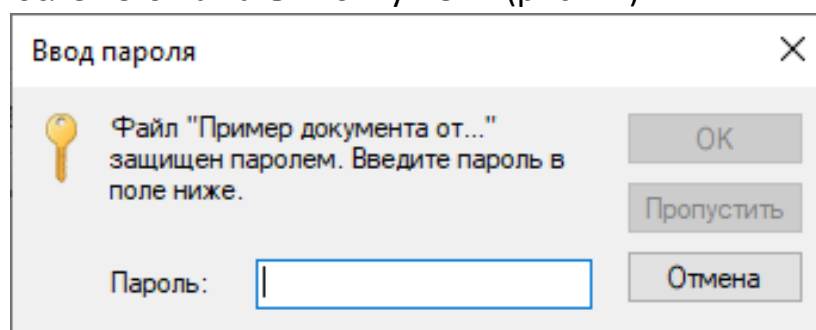 Ввод пароля
Файл "Пример документа от..."
защищен паролем. Введите пароль в
поле ниже.
OK
Пропустить
Пароль:
Отмена